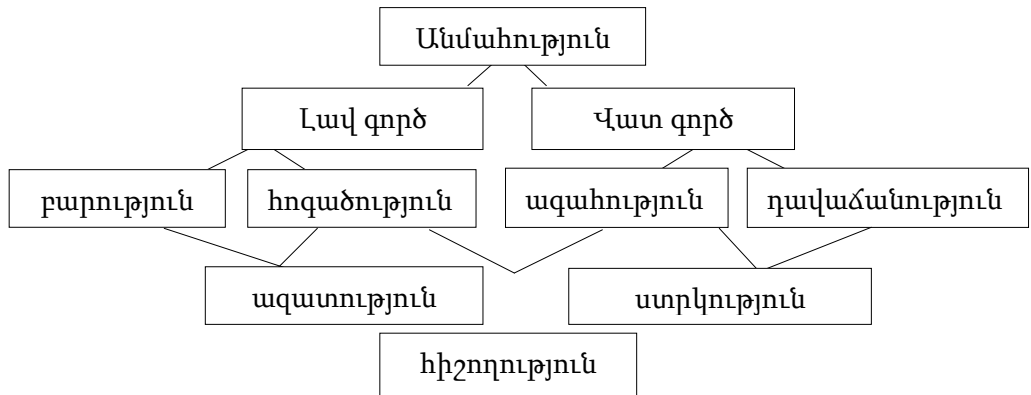 Անմահություն
Լավ գործ Վատ գործ
բարություն հոգածություն ագահություն դավաճանություն
ազատություն ստրկություն
հիշողություն